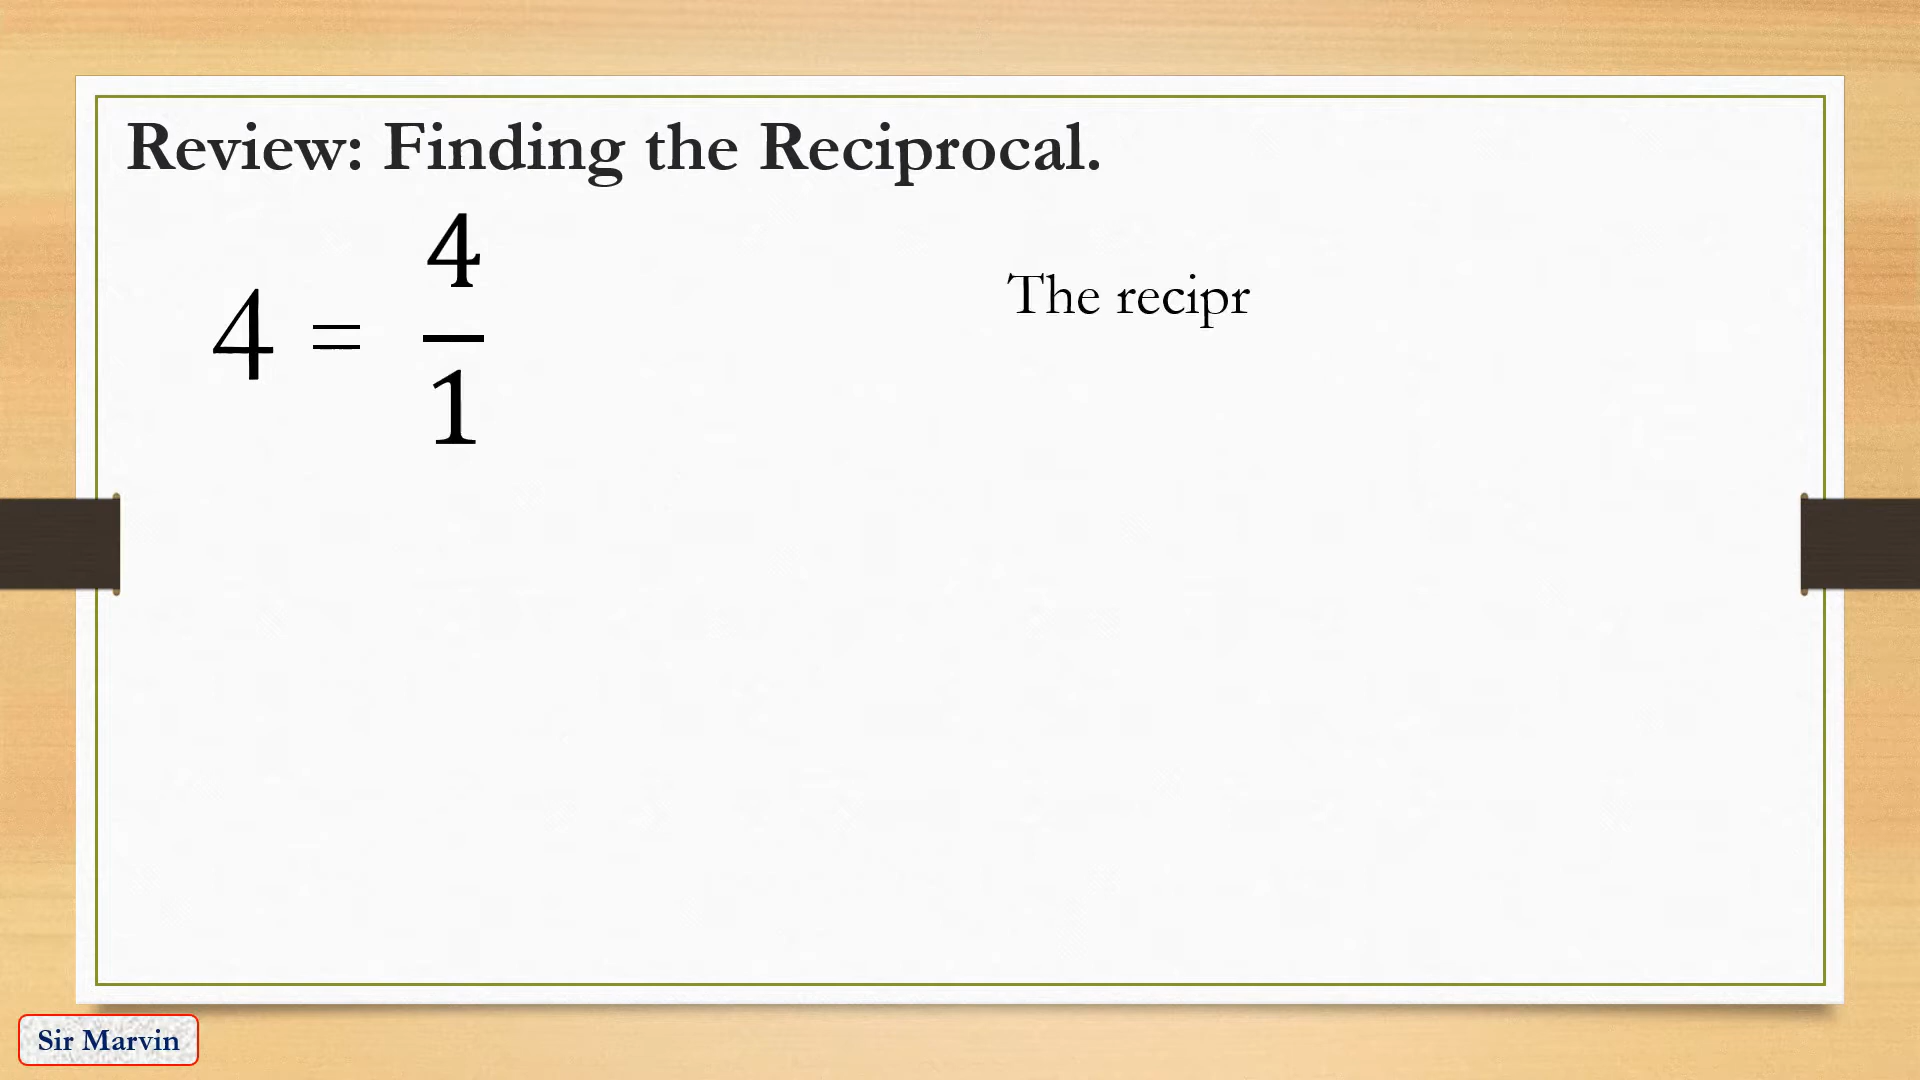 Review: Finding the Reciprocal.
4 = 4/1
The recipr
Sir Marvin